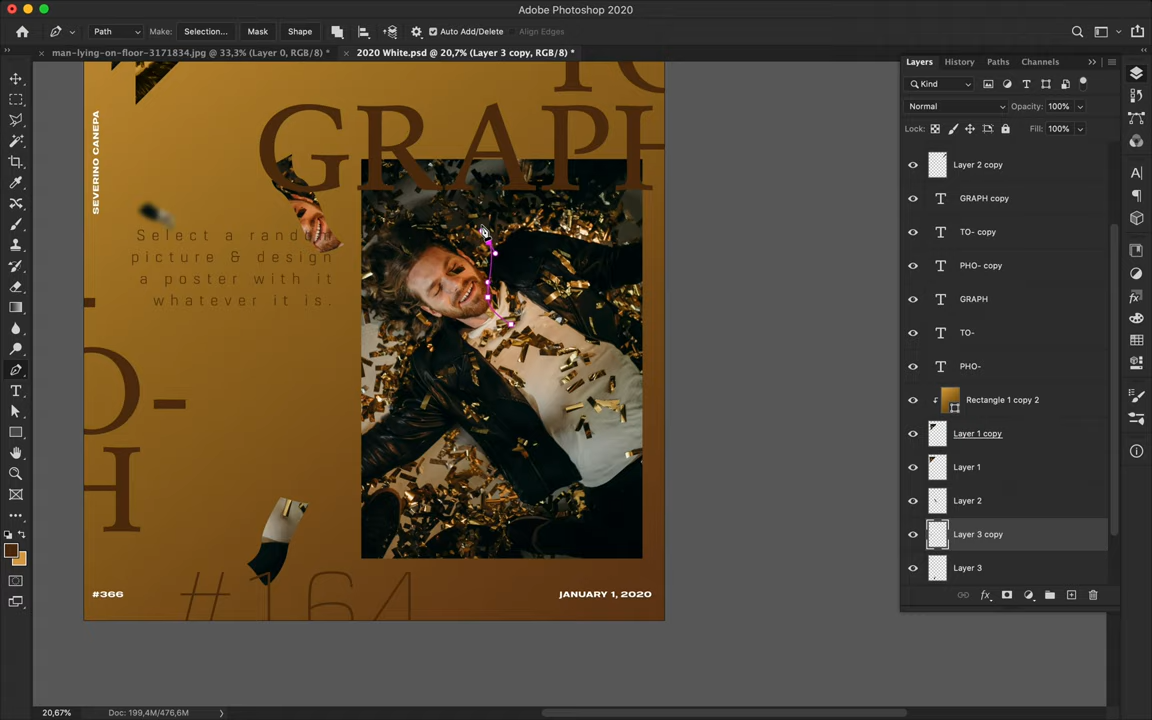 Adobe Photoshop 2020
Path
Make:
Selection...
Mask
Shape
Auto Add/Delete
Align Edges
man-lying-on-floor-3171834.jpg @ 33,3% (Layer 0, RGB/8) *
2020 White.psd @ 20,7% (Layer 3 copy, RGB/8) *
Layers
History
Paths
Channels
Kind
Normal
Opacity: 100%
Lock:
Fill: 100%
Layer 2 copy
GRAPH copy
TO- copy
PHO- copy
GRAPH
TO-
PHO-
Rectangle 1 copy 2
Layer 1 copy
Layer 1
Layer 2
Layer 3 copy
Layer 3
SEVERINO CANEPA
GRAPH
Select a random
picture & design
a poster with it
whatever it is.
O-
H
#164
#366
JANUARY 1, 2020
20,67%
Doc: 199,4M/476,6M